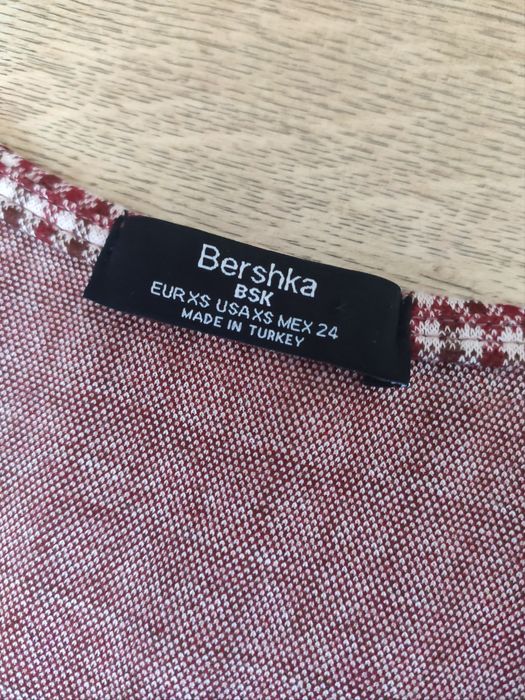 Bershka
BSK
EUR XS USA XS MEX 24
MADE IN TURKEY